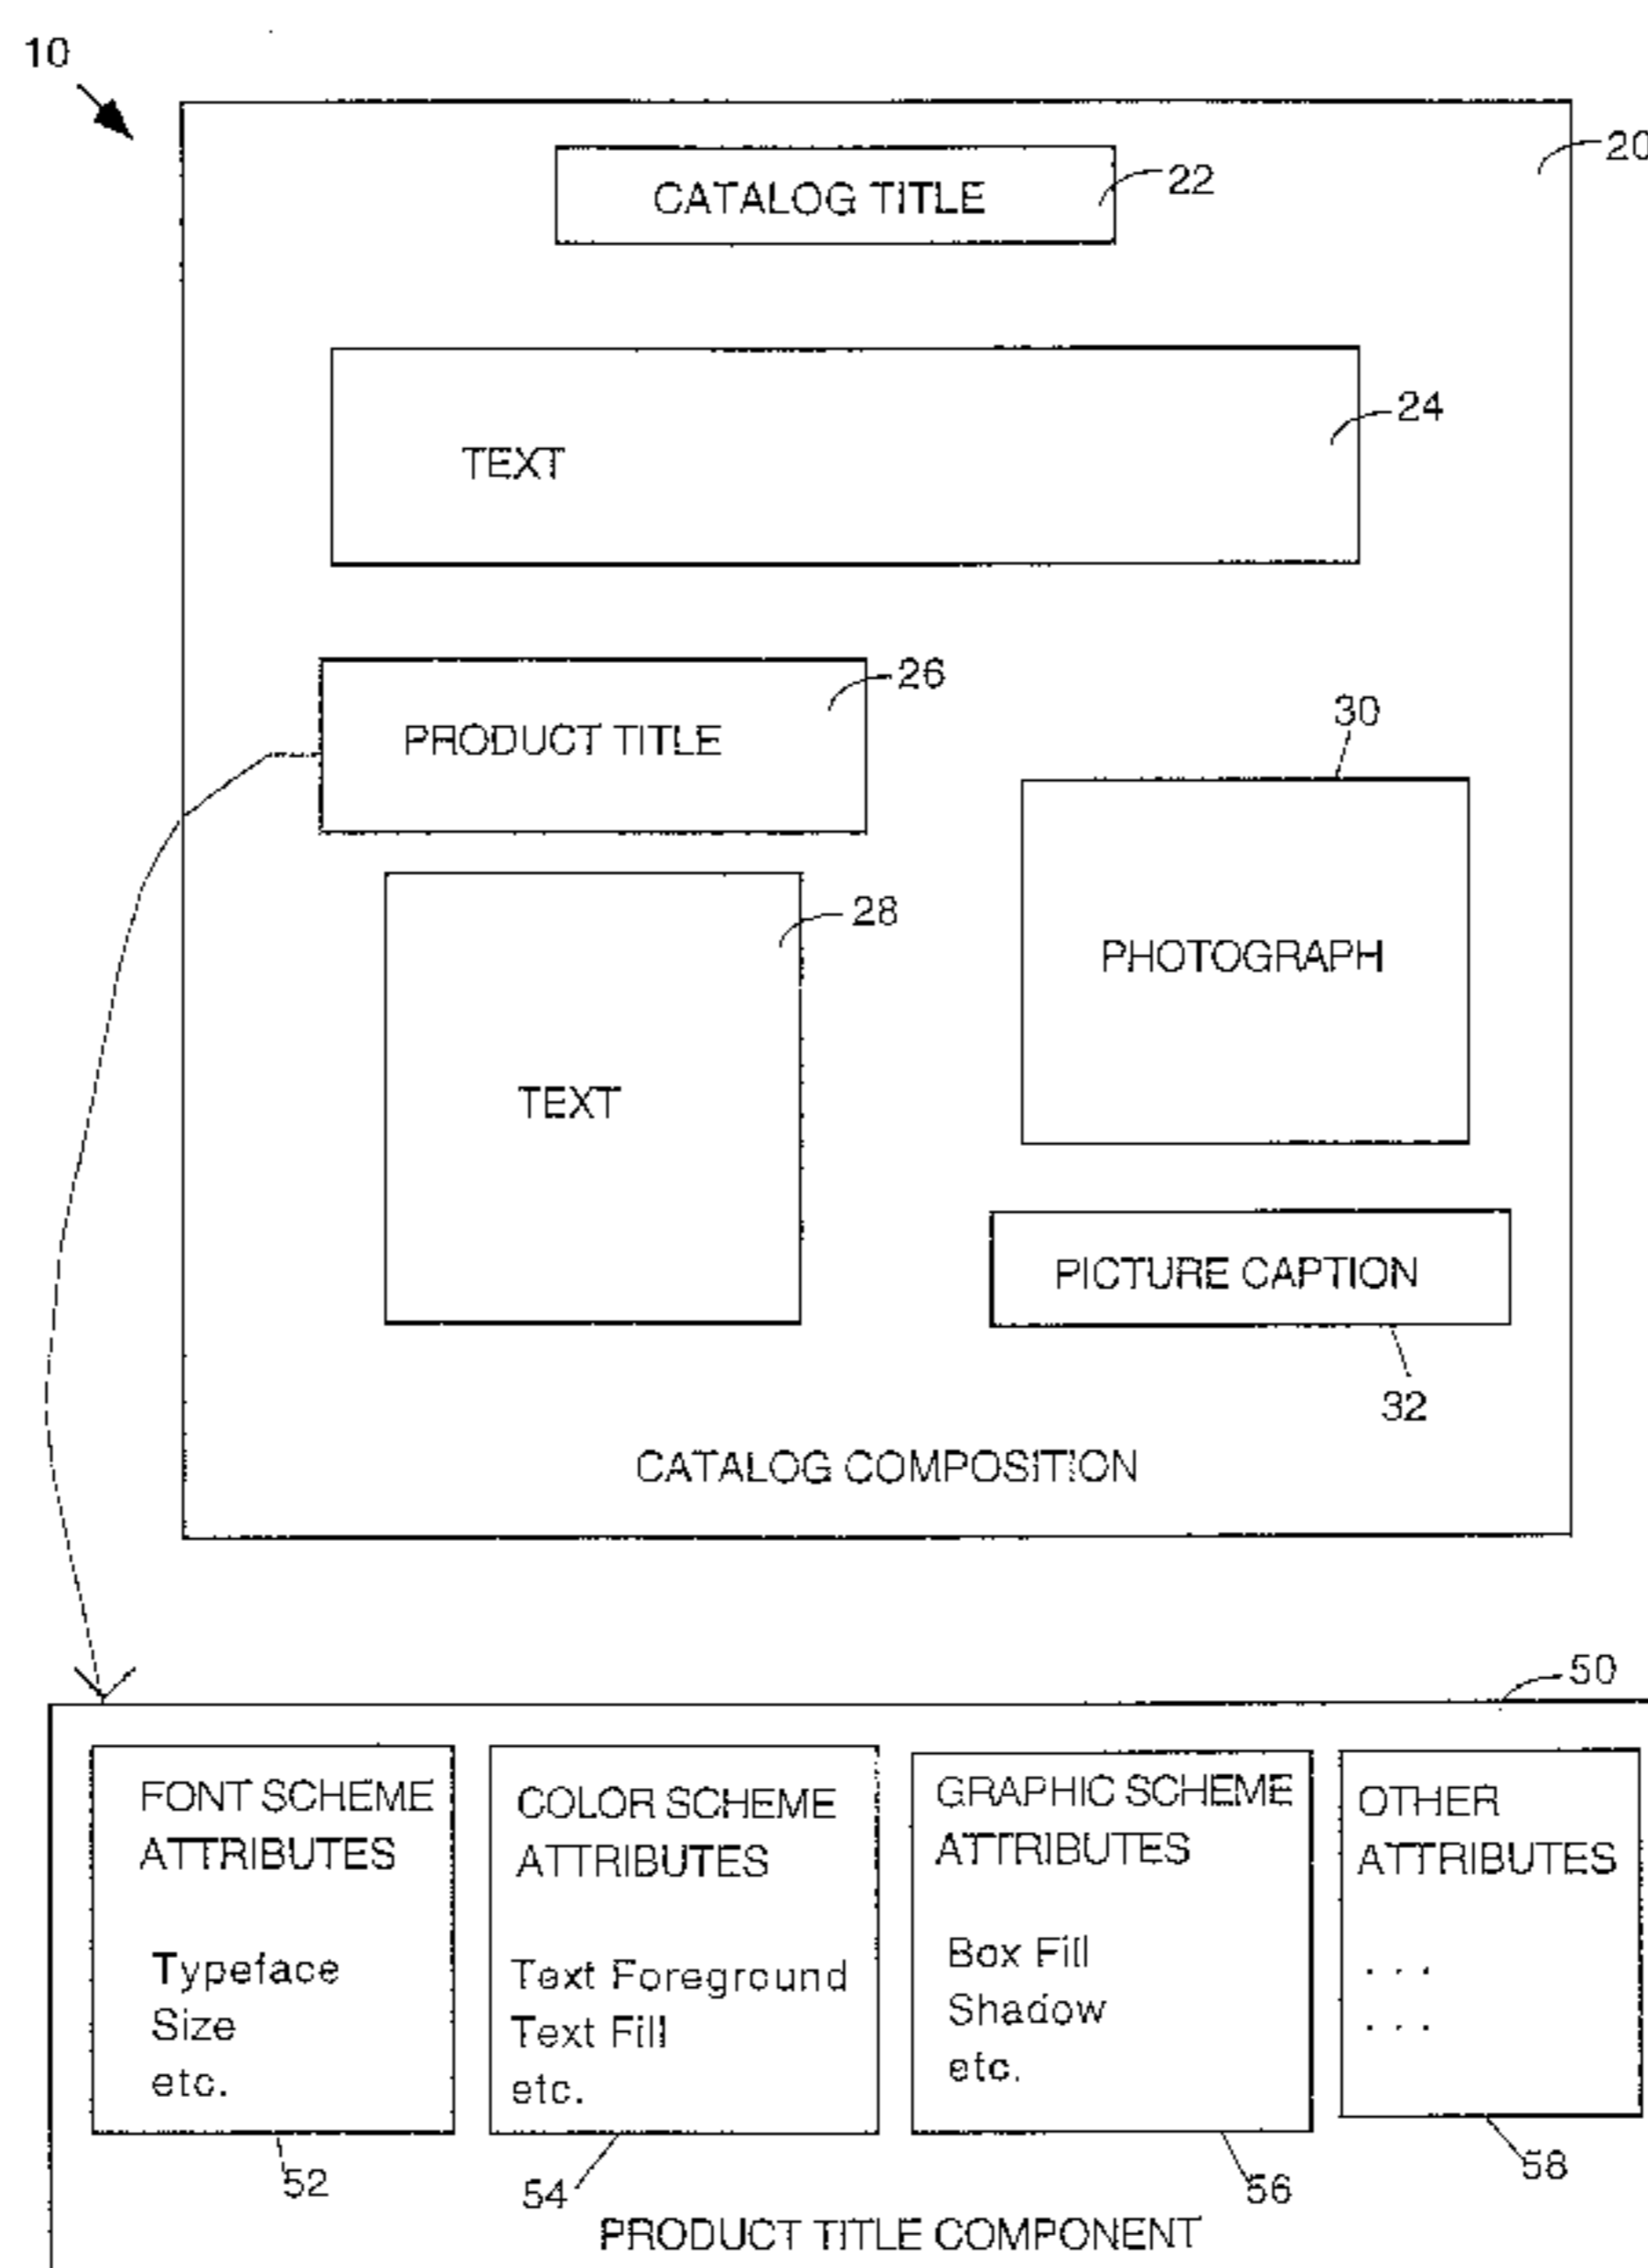 10
20
CATALOG TITLE
22
TEXT
24
PRODUCT TITLE
26
30
PHOTOGRAPH
TEXT
28
PICTURE CAPTION
32
CATALOG COMPOSITION
50
FONT SCHEME
ATTRIBUTES
Typeface
Size
etc.
52
COLOR SCHEME
ATTRIBUTES
Text Foreground
Text Fill
etc.
54
GRAPHIC SCHEME
ATTRIBUTES
Box Fill
Shadow
etc.
56
OTHER
ATTRIBUTES
. . .
. . .
58
PRODUCT TITLE COMPONENT